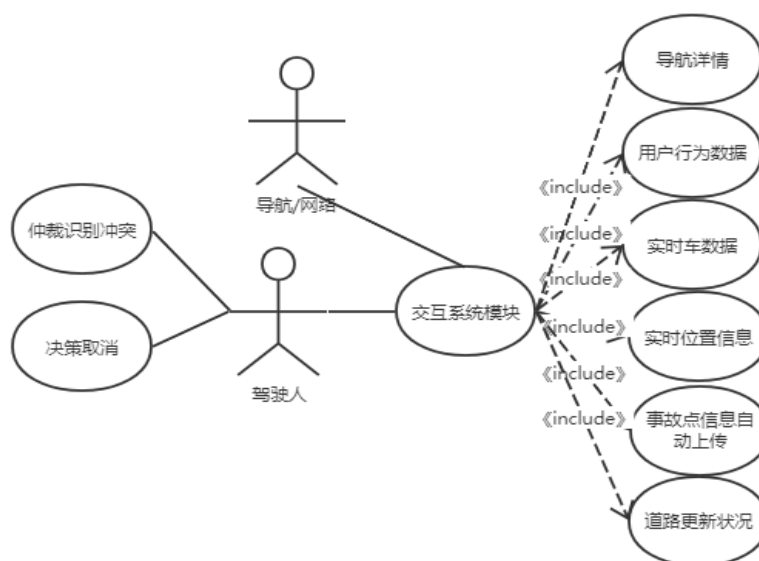 导航详情
用户行为数据
《include》
导航/网络
仲裁识别冲突
《include》
实时车数据
《include》
交互系统模块
《include》
实时位置信息
决策取消
《include》
驾驶人
《include》
事故点信息自
动上传
道路更新状况